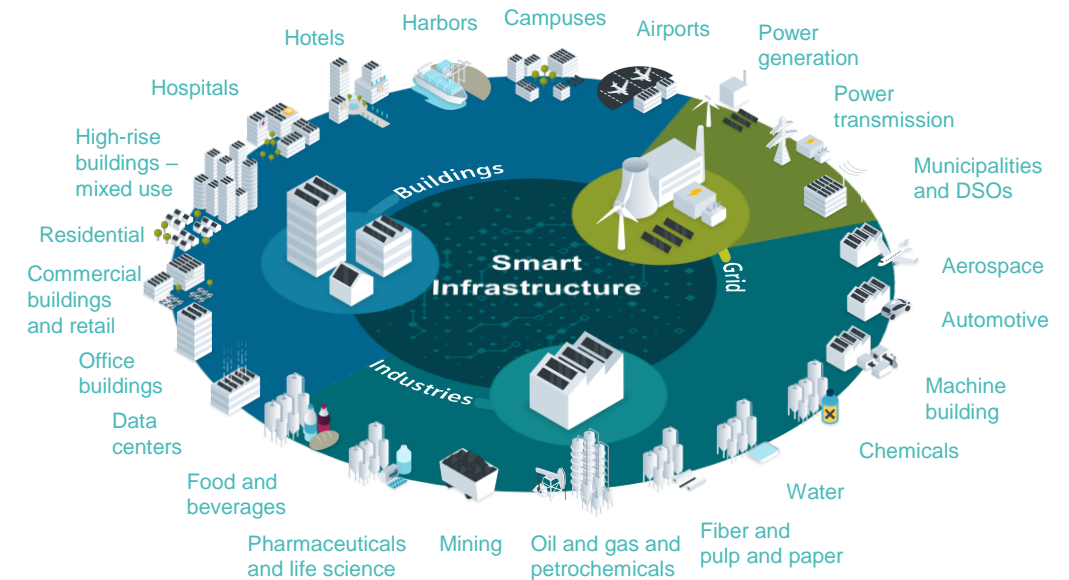 Campuses
Harbors
Airports
Hotels
Power
generation
Hospitals
Power
transmission
High-rise
buildings –
mixed use
Municipalities
and DSOs
Buildings
Residential
Smart
Infrastructure
Grid
Aerospace
Commercial
buildings
and retail
Automotive
Office
buildings
Industries
Machine
building
Data
centers
Chemicals
Food and
beverages
Water
Pharmaceuticals
and life science
Mining
Oil and gas and
petrochemicals
Fiber and
pulp and paper